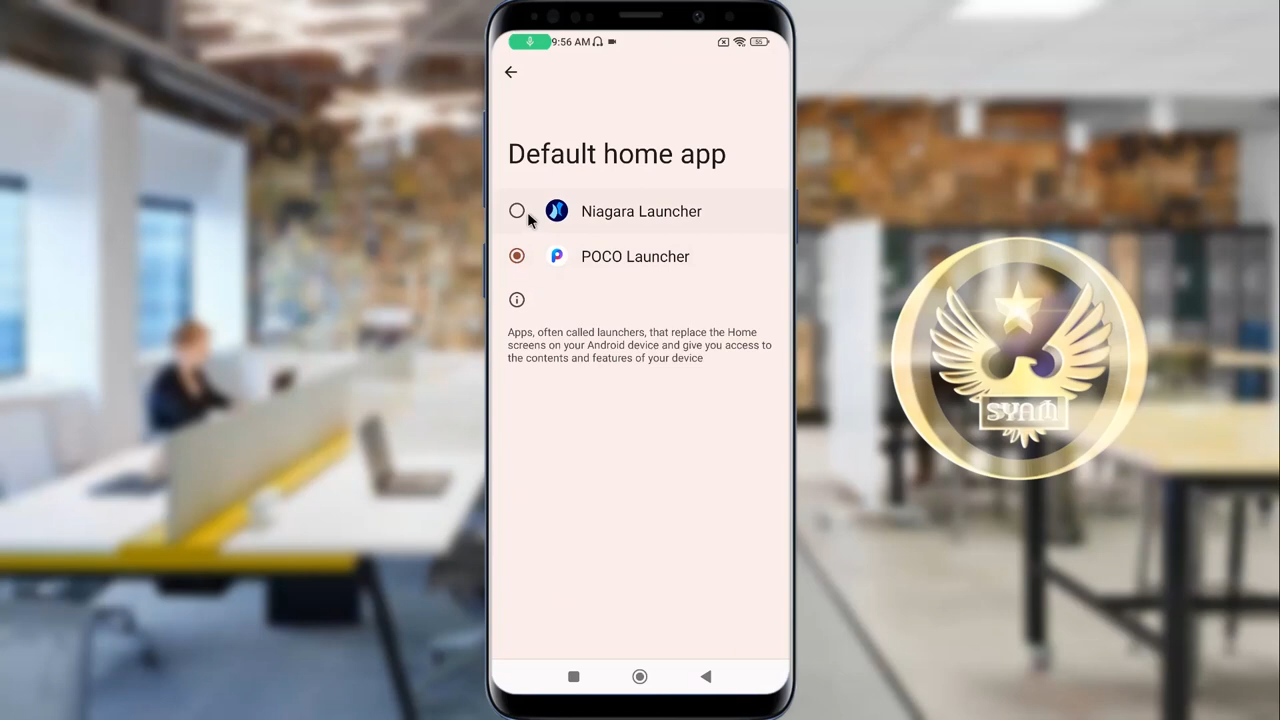 9:56 AM
55
Default home app
Niagara Launcher
POCO Launcher
Apps, often called launchers, that replace the Home
screens on your Android device and give you access to
the contents and features of your device
SYAM